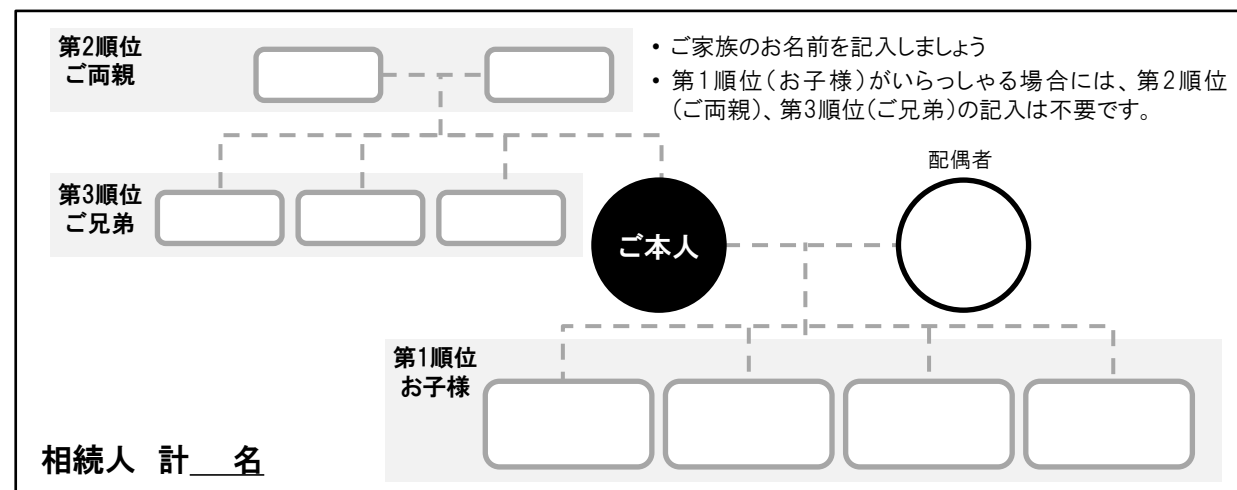 第2順位
ご両親
・ご家族のお名前を記入しましょう
・第1順位（お子様）がいらっしゃる場合には、第2順位
（ご両親）、第3順位（ご兄弟）の記入は不要です。
配偶者
第3順位
ご兄弟
ご本人
第1順位
お子様
相続人 計　名